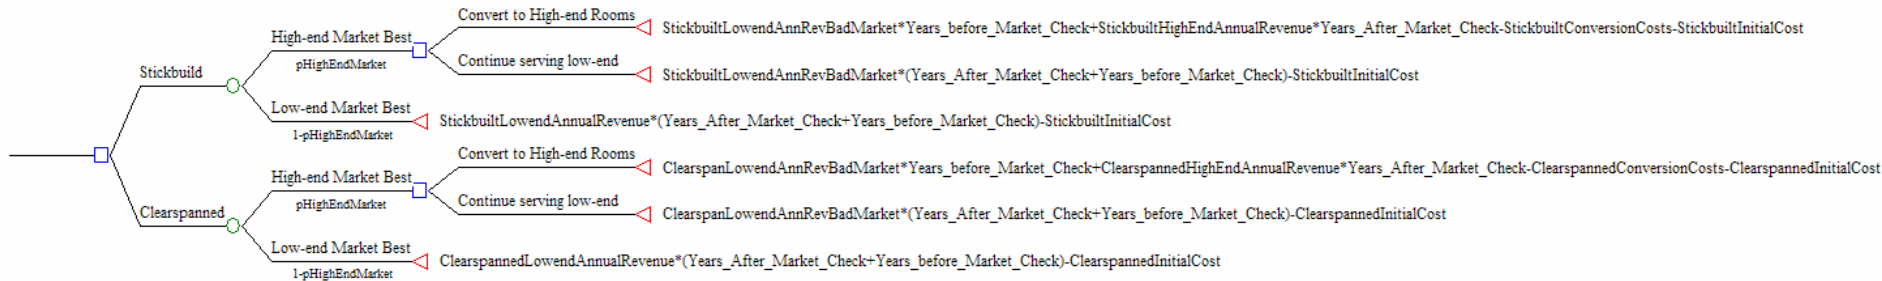 Convert to High-end Rooms
StickbuiltLowendAnnRevBadMarket*Years_before_Market_Check+StickbuiltHighEndAnnualRevenue*Years_After_Market_Check-StickbuiltConversionCosts-StickbuiltInitialCost
High-end Market Best
pHighEndMarket
Continue serving low-end
StickbuiltLowendAnnRevBadMarket*(Years_After_Market_Check+Years_before_Market_Check)-StickbuiltInitialCost
Stickbuild
Low-end Market Best
1-pHighEndMarket
StickbuiltLowendAnnualRevenue*(Years_After_Market_Check+Years_before_Market_Check)-StickbuiltInitialCost
Convert to High-end Rooms
ClearspanLowendAnnRevBadMarket*Years_before_Market_Check+ClearspannedHighEndAnnualRevenue*Years_After_Market_Check-ClearspannedConversionCosts-ClearspannedInitialCost
High-end Market Best
pHighEndMarket
Continue serving low-end
ClearspanLowendAnnRevBadMarket*(Years_After_Market_Check+Years_before_Market_Check)-ClearspannedInitialCost
Clearspanned
Low-end Market Best
1-pHighEndMarket
ClearspannedLowendAnnualRevenue*(Years_After_Market_Check+Years_before_Market_Check)-ClearspannedInitialCost